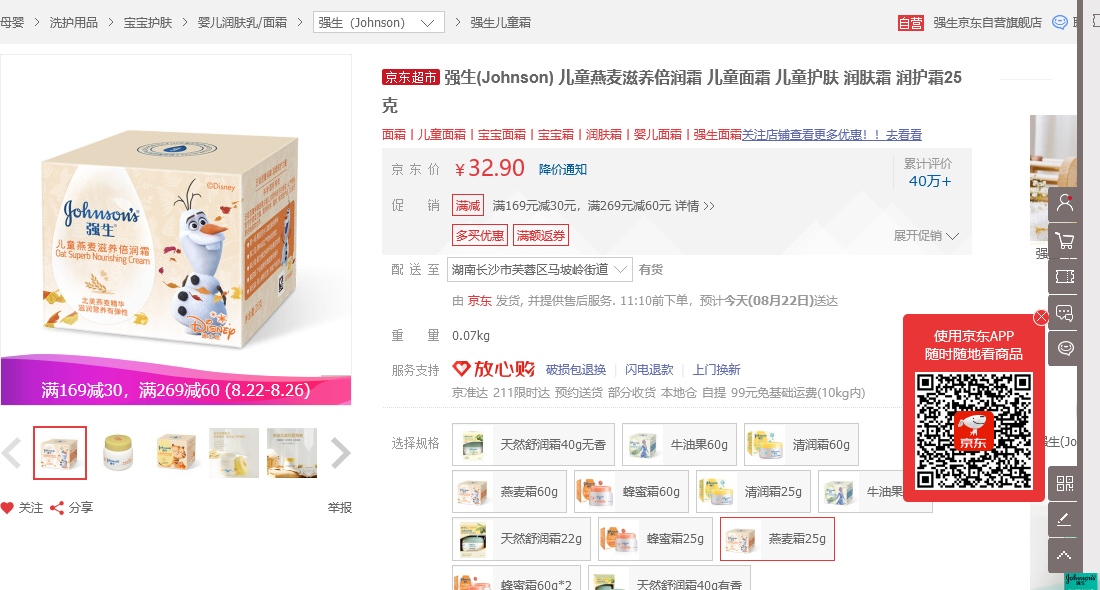 母婴 > 洗护用品 > 宝宝护肤 > 婴儿润肤乳/面霜 > 强生（Johnson） > 强生儿童霜
自营 强生京东自营旗舰店
京东超市 强生(Johnson) 儿童燕麦滋养倍润霜 儿童面霜 儿童护肤 润肤霜 润护霜25
克
面霜丨儿童面霜丨宝宝面霜丨宝宝霜丨润肤霜丨婴儿面霜丨强生面霜关注店铺查看更多优惠！！去看看
京东价 ￥32.90 降价通知
累计评价
40万+
促销 满减 满169元减30元，满269元减60元 详情 >>
多买优惠 满额返券
展开促销
配送至 湖南长沙市芙蓉区马坡岭街道 有货
由 京东 发货, 并提供售后服务. 11:10前下单，预计今天(08月22日)送达
重量 0.07kg
服务支持 放心购 破损包退换 闪电退款 上门换新
京准达 211限时达 预约送货 部分收货 本地仓 自提 99元免基础运费(10kg内)
选择规格 天然舒润霜40g无香 牛油果60g 清润霜60g
燕麦霜60g 蜂蜜霜60g 清润霜25g 牛油果
天然舒润霜22g 蜂蜜霜25g 燕麦霜25g
蜂蜜霜60g*2 天然舒润霜40g有香
©Disney
Johnson's
强生®
儿童燕麦滋养倍润霜
Oat Superb Nourishing Cream
北美燕麦精华
滋润营养有弹性
Disney
满169减30，满269减60 (8.22-8.26)
关注 分享
举报
使用京东APP
随时随地看商品
京东
强
强生(Jo
Johnson's